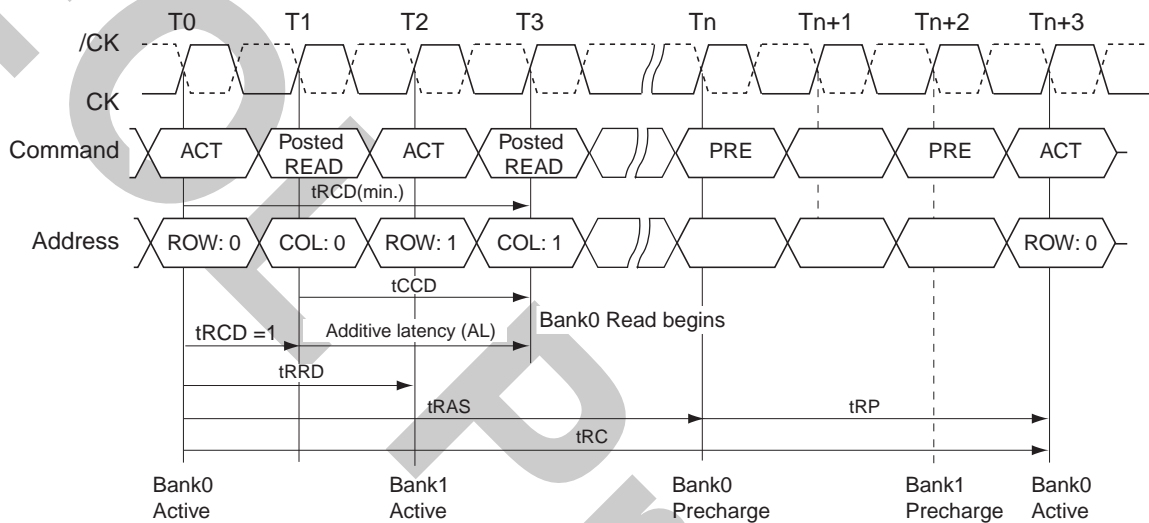 T0 T1 T2 T3 Tn Tn+1 Tn+2 Tn+3
/CK
CK
Command ACT Posted READ ACT Posted READ PRE PRE ACT
tRCD(min.)
Address ROW: 0 COL: 0 ROW: 1 COL: 1 ROW: 0
tCCD
Bank0 Read begins
tRCD =1 Additive latency (AL)
tRRD
tRAS tRP
tRC
Bank0 Active Bank1 Active Bank0 Precharge Bank1 Precharge Bank0 Active